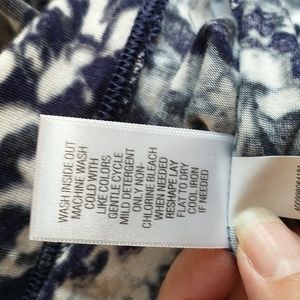 WASH INSIDE OUT
MACHINE WASH
COLD WITH
LIKE COLORS
GENTLE CYCLE
MILD DETERGENT
ONLY NON-
CHLORINE BLEACH
WHEN NEEDED
RESHAPE LAY
FLAT TO DRY
COOL IRON
IF NEEDED